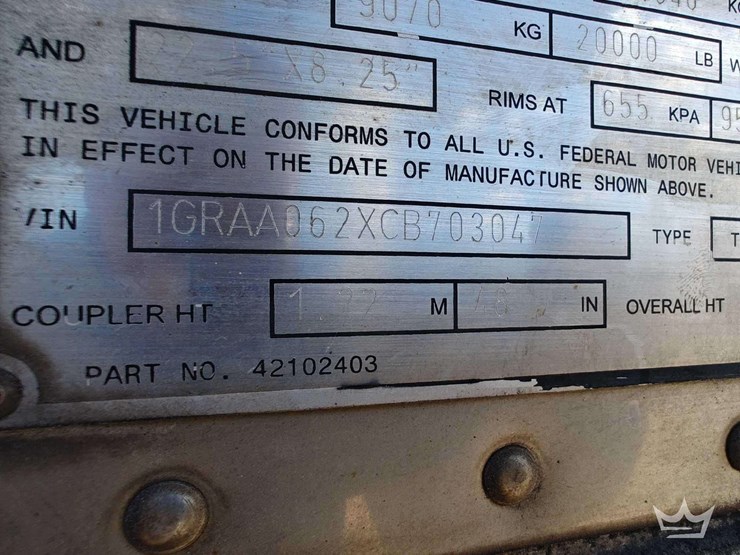 9070 KG 20000 LB
AND X8.25" RIMS AT 655 KPA
THIS VEHICLE CONFORMS TO ALL U.S. FEDERAL MOTOR VEHI
IN EFFECT ON THE DATE OF MANUFACTURE SHOWN ABOVE.
/IN 1GRAA062XCB703047 TYPE T
COUPLER HT M IN OVERALL HT
PART NO. 42102403